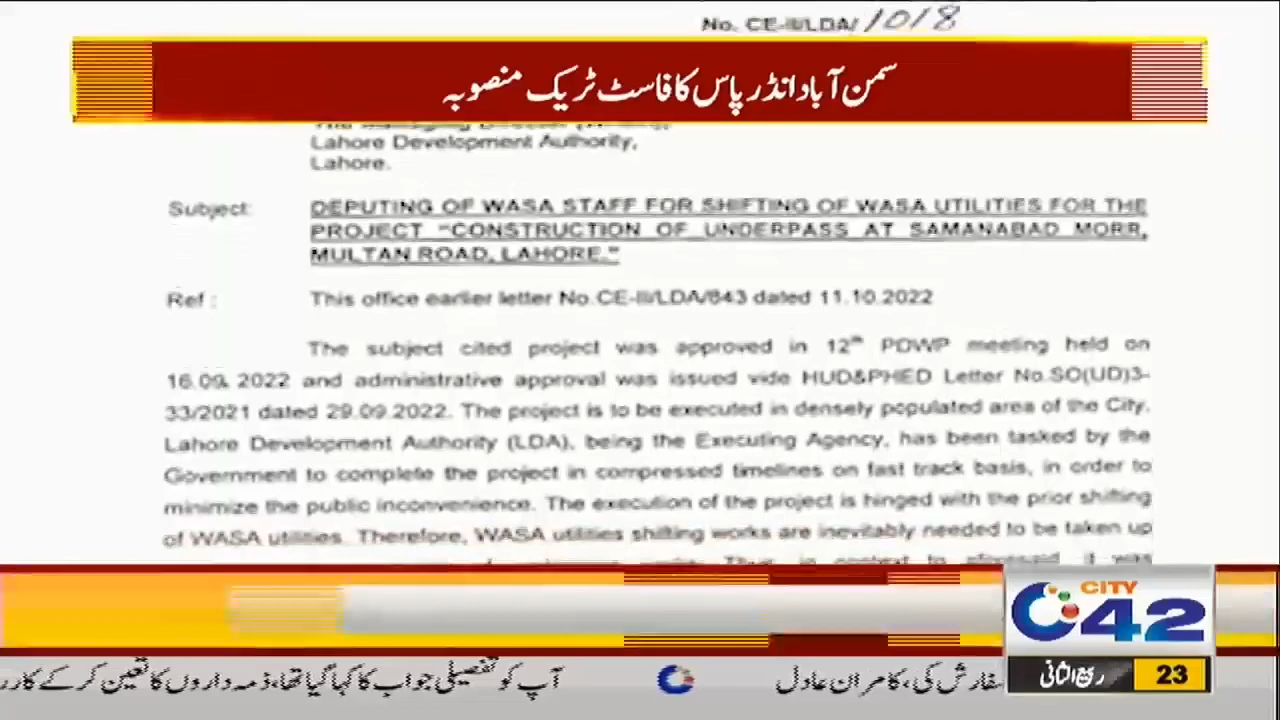 No. CE-II/LDA/1018
سمن آباد انڈر پاس کا فاسٹ ٹریک منصوبہ
Lahore Development Authority,
Lahore.
Subject: DEPUTING OF WASA STAFF FOR SHIFTING OF WASA UTILITIES FOR THE
PROJECT "CONSTRUCTION OF UNDERPASS AT SAMANABAD MORR,
MULTAN ROAD, LAHORE."
Ref : This office earlier letter No.CE-II/LDA/843 dated 11.10.2022
The subject cited project was approved in 12th PDWP meeting held on
16.09.2022 and administrative approval was issued vide HUD&PHED Letter No.SO(UD)3-
33/2021 dated 29.09.2022. The project is to be executed in densely populated area of the City.
Lahore Development Authority (LDA), being the Executing Agency, has been tasked by the
Government to complete the project in compressed timelines on fast track basis, in order to
minimize the public inconvenience. The execution of the project is hinged with the prior shifting
of WASA utilities. Therefore, WASA utilities shifting works are inevitably needed to be taken up
CITY
42
23 ربیع الثانی
سفارش کی، کامران عادل
آپ کو تفصیلی جواب کا کہا گیا تھا، ذمہ داروں کا تعین کر کے